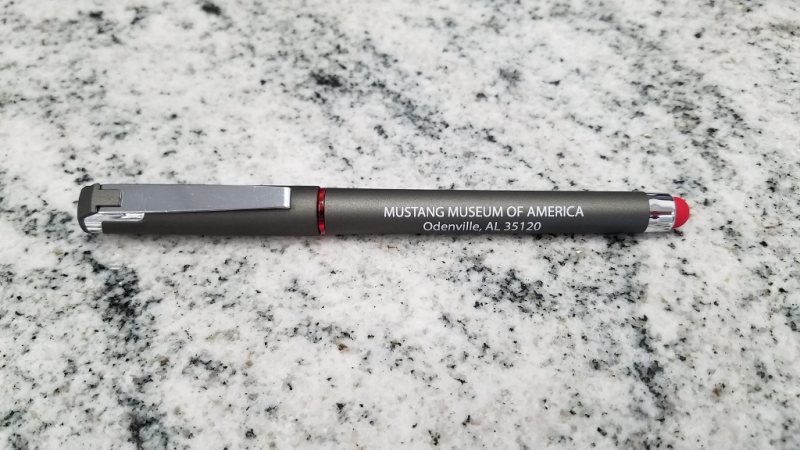 MUSTANG MUSEUM OF AMERICA
Odenville, AL 35120